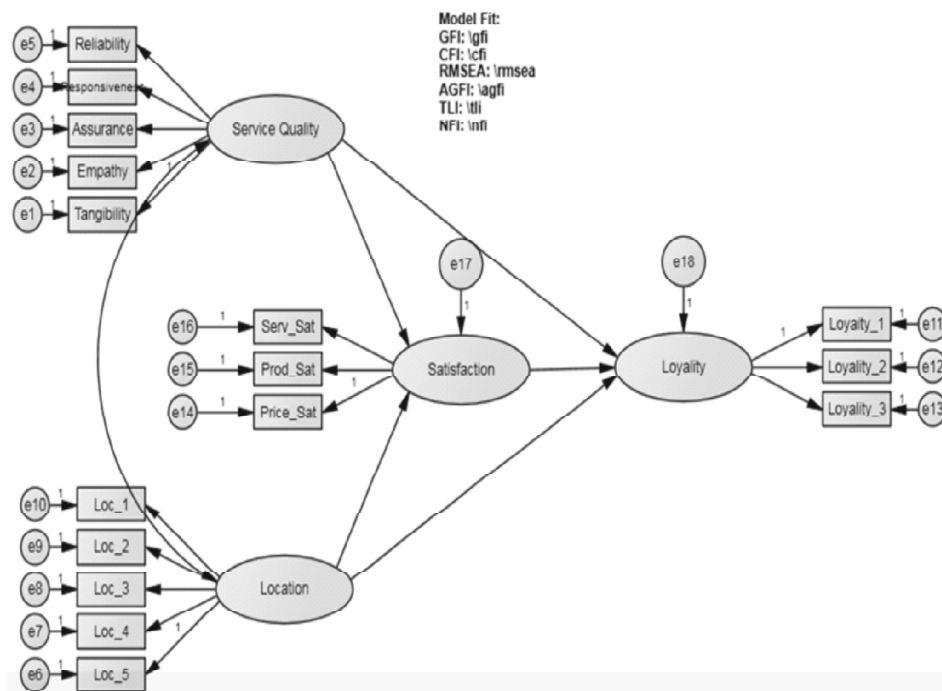 Model Fit:
GFI: \gfi
CFI: \cfi
RMSEA: \rmsea
AGFI: \agfi
TLI: \tli
NFI: \nfi
e5 1 Reliability
e4 1 Responsiveness
e3 1 Assurance
e2 1 Empathy 1
e1 1 Tangibility
Service Quality
e17
1
e18
1
e16 1 Serv_Sat
e15 1 Prod_Sat
e14 1 Price_Sat 1
Satisfaction
Loyality
1 Loyalty_1 1 e11
Loyality_2 1 e12
Loyality_3 1 e13
e10 1 Loc_1
e9 1 Loc_2
e8 1 Loc_3
e7 1 Loc_4 1
e6 1 Loc_5
Location